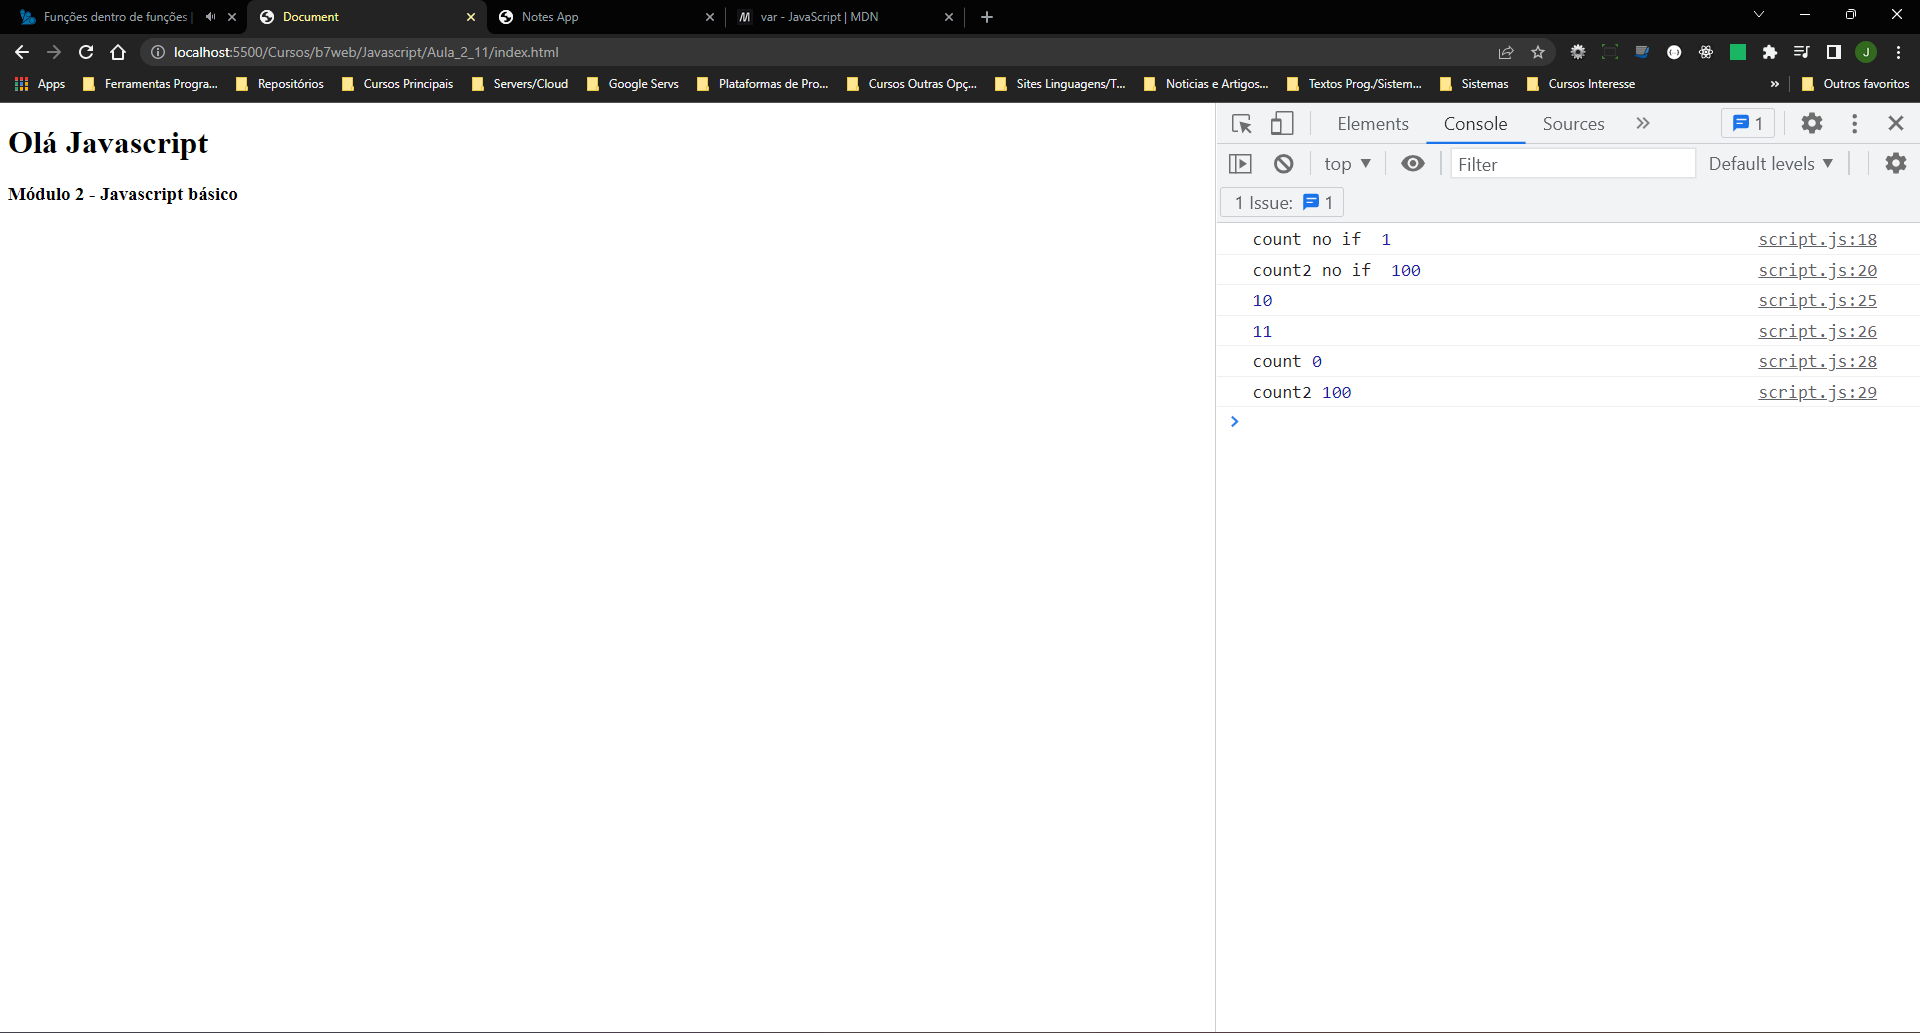 Funções dentro de funções |
Document
Notes App
var - JavaScript | MDN
localhost:5500/Cursos/b7web/Javascript/Aula_2_11/index.html
J
Apps
Ferramentas Progra...
Repositórios
Cursos Principais
Servers/Cloud
Google Servs
Plataformas de Pro...
Cursos Outras Opç...
Sites Linguagens/T...
Noticias e Artigos...
Textos Prog./Sistem...
Sistemas
Cursos Interesse
»
Outros favoritos
Olá Javascript
Módulo 2 - Javascript básico
Elements
Console
Sources
»
1
top ▼
Filter
Default levels ▼
1 Issue: 1
count no if  1 script.js:18
count2 no if  100 script.js:20
10 script.js:25
11 script.js:26
count 0 script.js:28
count2 100 script.js:29